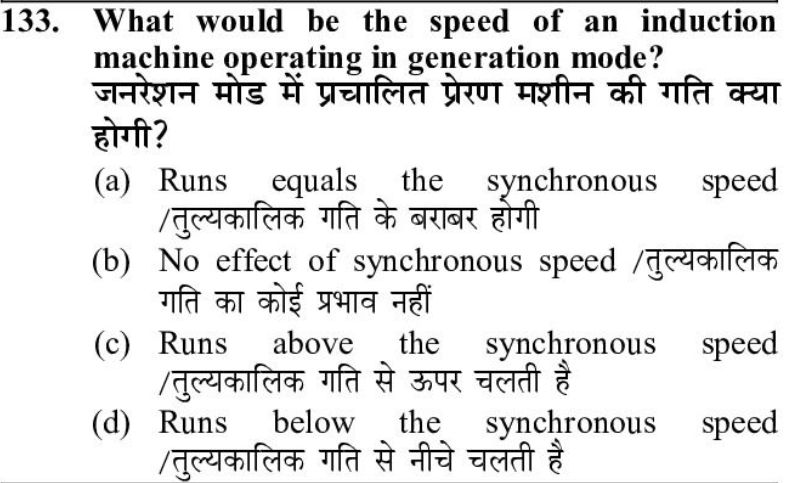 133. What would be the speed of an induction
machine operating in generation mode?
जनरेशन मोड में प्रचालित प्रेरण मशीन की गति क्या
होगी?
(a) Runs equals the synchronous speed
/तुल्यकालिक गति के बराबर होगी
(b) No effect of synchronous speed /तुल्यकालिक
गति का कोई प्रभाव नहीं
(c) Runs above the synchronous speed
/तुल्यकालिक गति से ऊपर चलती है
(d) Runs below the synchronous speed
/तुल्यकालिक गति से नीचे चलती है